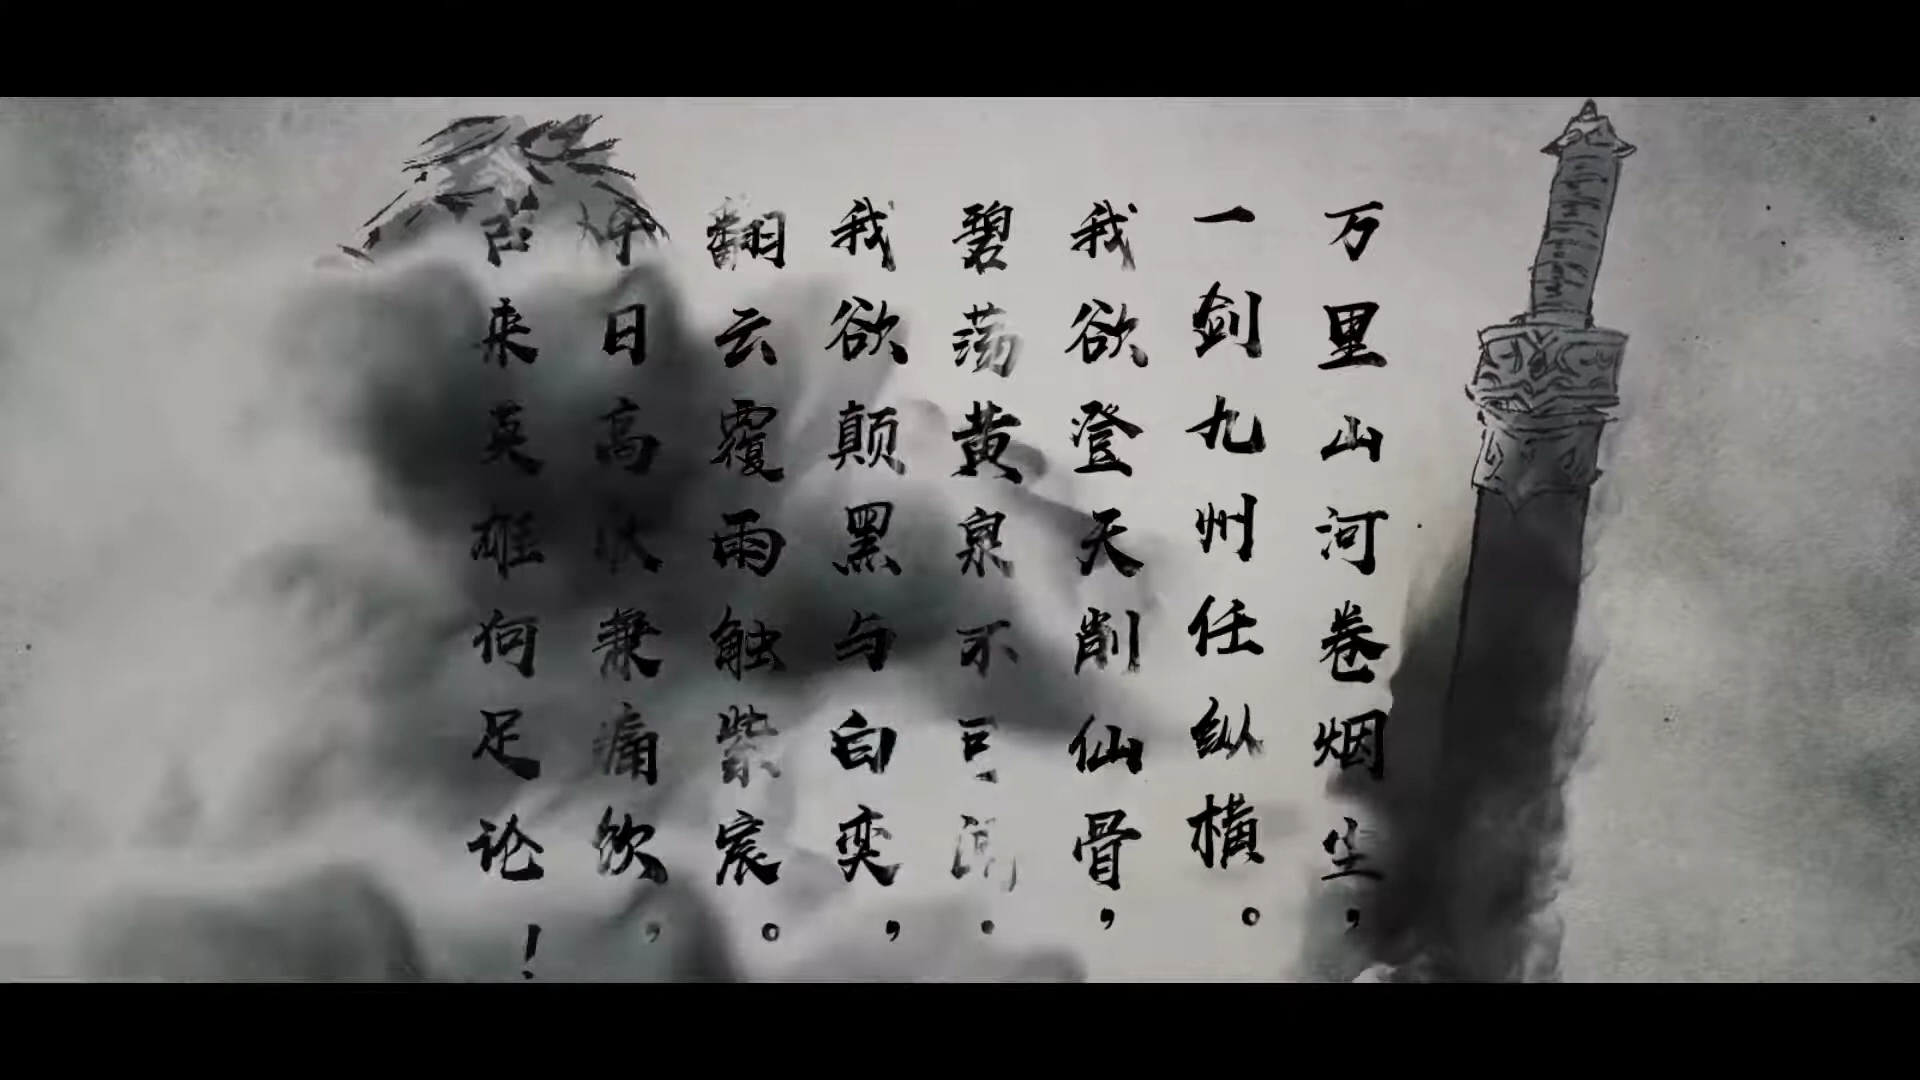 万里山河卷烟尘，
一剑九州任纵横。
我欲登天削仙骨，
碧荡黄泉不可.
我欲颠黑与白奕，
翻云覆雨触紫宸。
日高兼痛饮，
古来英雄何足论！